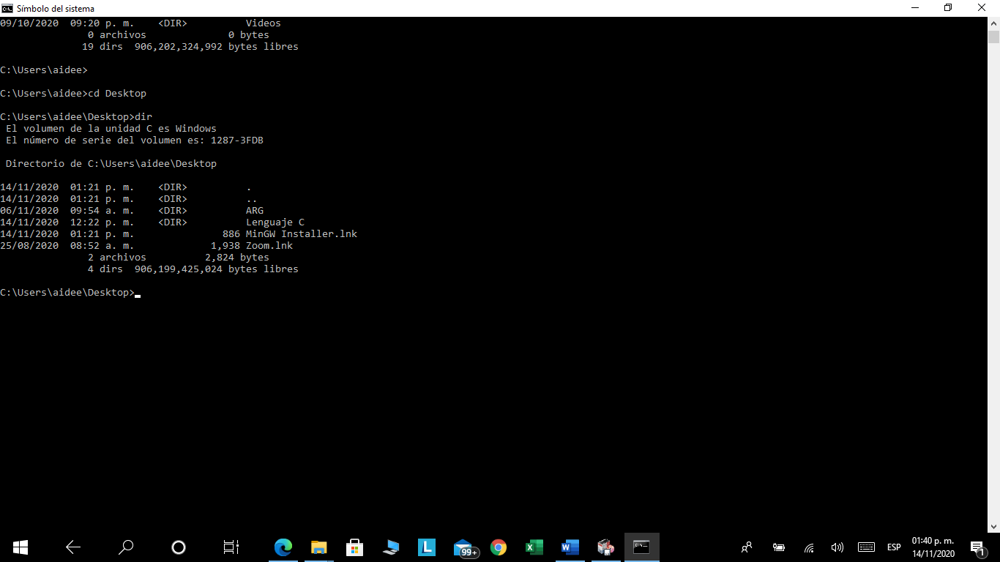 Símbolo del sistema
09/10/2020  09:20 p. m.    <DIR>          Videos
               0 archivos              0 bytes
              19 dirs  906,202,324,992 bytes libres
C:\Users\aidee>
C:\Users\aidee>cd Desktop
C:\Users\aidee\Desktop>dir
 El volumen de la unidad C es Windows
 El número de serie del volumen es: 1287-3FDB
 Directorio de C:\Users\aidee\Desktop
14/11/2020  01:21 p. m.    <DIR>          .
14/11/2020  01:21 p. m.    <DIR>          ..
06/11/2020  09:54 a. m.    <DIR>          ARG
14/11/2020  12:22 p. m.    <DIR>          Lenguaje C
14/11/2020  01:21 p. m.               886 MinGW Installer.lnk
25/08/2020  08:52 a. m.             1,938 Zoom.lnk
               2 archivos          2,824 bytes
               4 dirs  906,199,425,024 bytes libres
C:\Users\aidee\Desktop>
L
99+
ESP
01:40 p. m.
14/11/2020
1